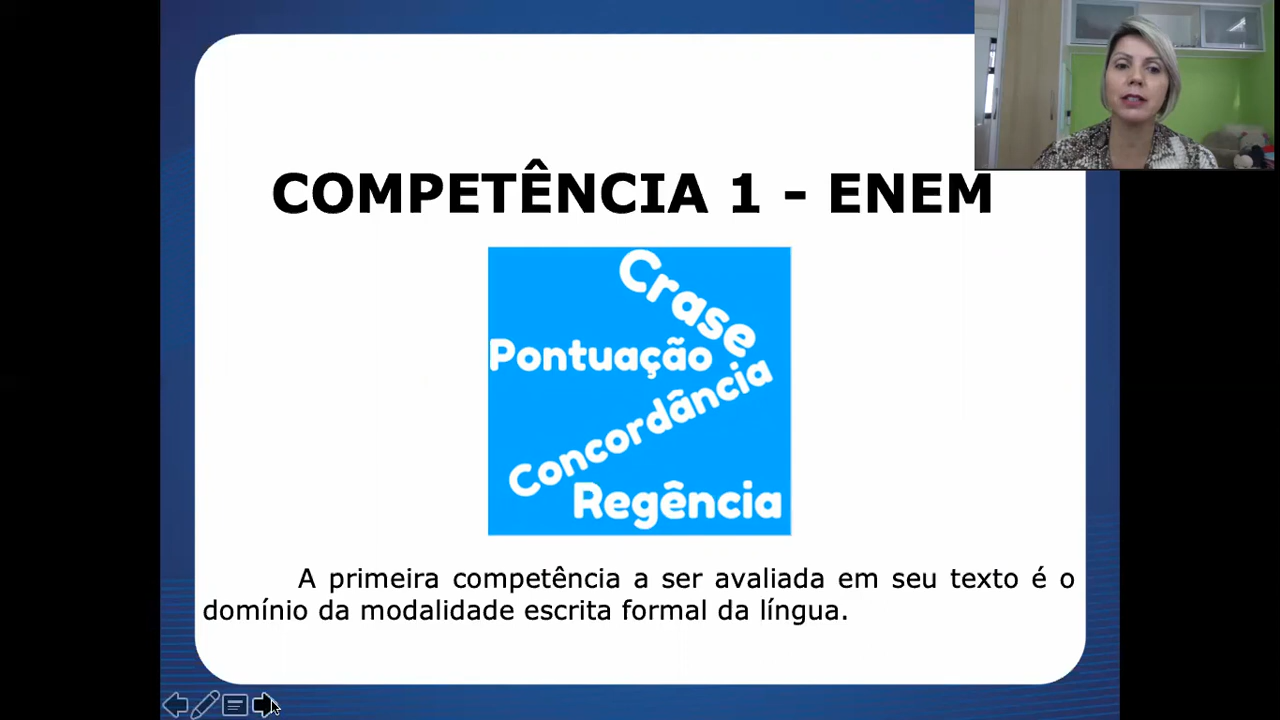 COMPETÊNCIA 1 - ENEM
Crase
Pontuação
Concordância
Regência
A primeira competência a ser avaliada em seu texto é o
domínio da modalidade escrita formal da língua.